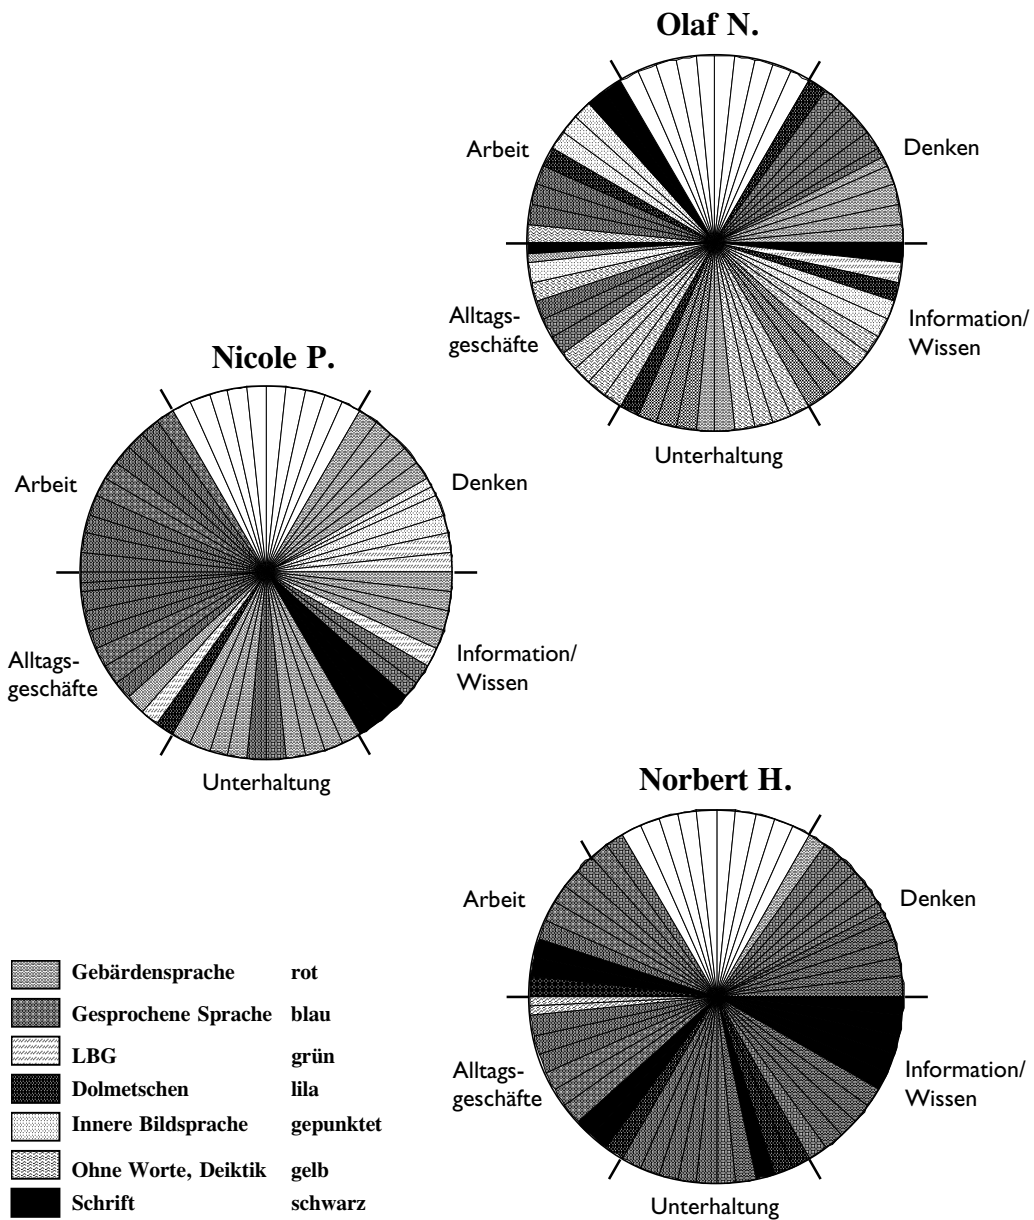 Olaf N.
Arbeit
Denken
Alltags-
geschäfte
Information/
Wissen
Unterhaltung
Nicole P.
Arbeit
Denken
Alltags-
geschäfte
Information/
Wissen
Unterhaltung
Norbert H.
Arbeit
Denken
Alltags-
geschäfte
Information/
Wissen
Unterhaltung
Gebärdensprache rot
Gesprochene Sprache blau
LBG grün
Dolmetschen lila
Innere Bildsprache gepunktet
Ohne Worte, Deiktik gelb
Schrift schwarz